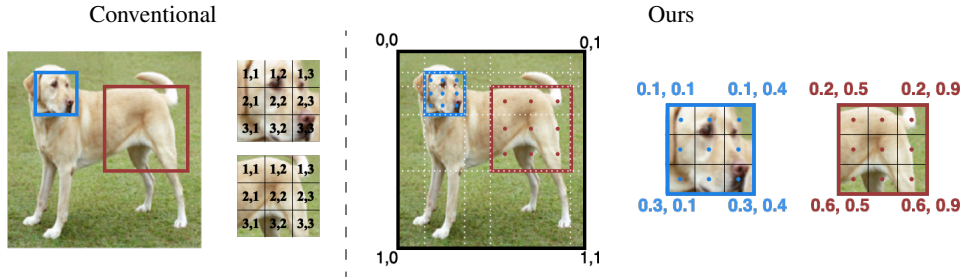 Conventional
1,1 1,2 1,3
2,1 2,2 2,3
3,1 3,2 3,3
1,1 1,2 1,3
2,1 2,2 2,3
3,1 3,2 3,3
Ours
0,0 0,1
1,0 1,1
0.1, 0.1 0.1, 0.4
0.3, 0.1 0.3, 0.4
0.2, 0.5 0.2, 0.9
0.6, 0.5 0.6, 0.9